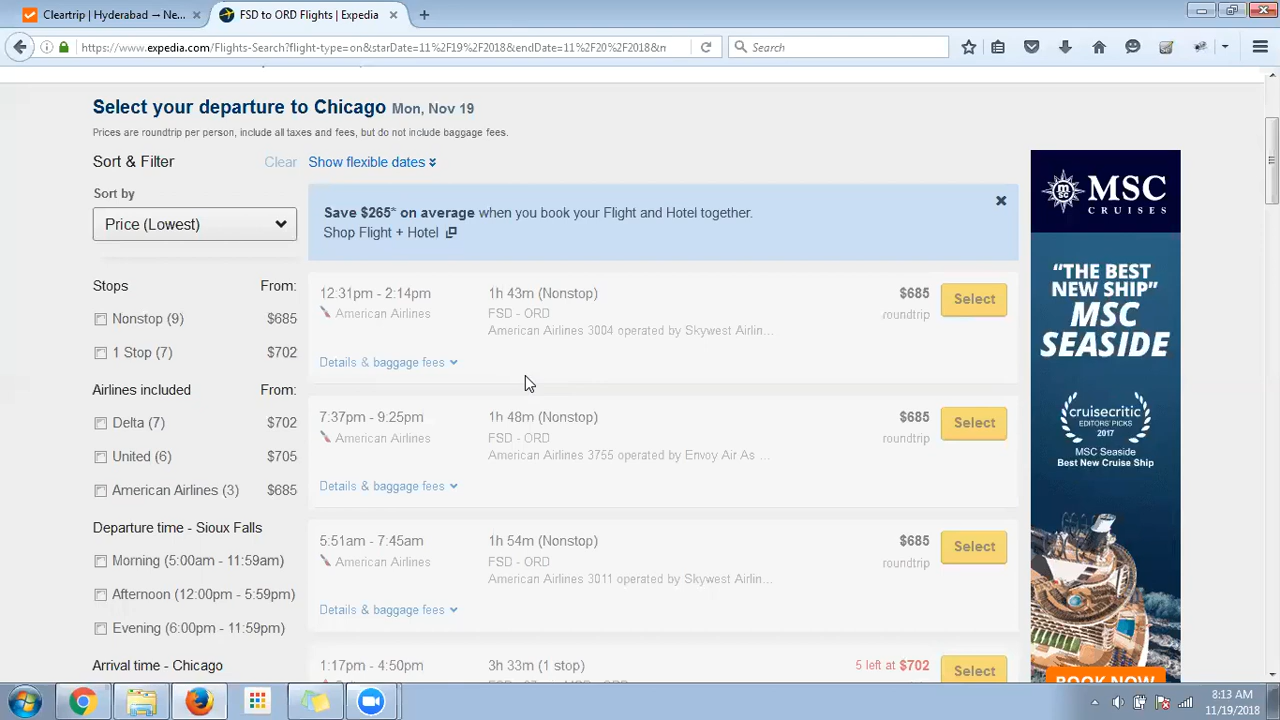 Cleartrip | Hyderabad → Ne...
FSD to ORD Flights | Expedia
https://www.expedia.com/Flights-Search?flight-type=on&starDate=11%2F19%2F2018&endDate=11%2F20%2F2018&
Search
Select your departure to Chicago Mon, Nov 19
Prices are roundtrip per person, include all taxes and fees, but do not include baggage fees.
Sort & Filter
Clear
Show flexible dates
Sort by
Price (Lowest)
Save $265* on average when you book your Flight and Hotel together.
Shop Flight + Hotel
Stops From:
Nonstop (9) $685
1 Stop (7) $702
Airlines included From:
Delta (7) $702
United (6) $705
American Airlines (3) $685
Departure time - Sioux Falls
Morning (5:00am - 11:59am)
Afternoon (12:00pm - 5:59pm)
Evening (6:00pm - 11:59pm)
Arrival time - Chicago
12:31pm - 2:14pm 1h 43m (Nonstop) $685 Select
American Airlines FSD - ORD roundtrip
American Airlines 3004 operated by Skywest Airlin...
Details & baggage fees
7:37pm - 9:25pm 1h 48m (Nonstop) $685 Select
American Airlines FSD - ORD roundtrip
American Airlines 3755 operated by Envoy Air As ...
Details & baggage fees
5:51am - 7:45am 1h 54m (Nonstop) $685 Select
American Airlines FSD - ORD roundtrip
American Airlines 3011 operated by Skywest Airlin...
Details & baggage fees
1:17pm - 4:50pm 3h 33m (1 stop) 5 left at $702 Select
MSC
CRUISES
"THE BEST
NEW SHIP"
MSC
SEASIDE
cruisecritic
EDITORS' PICKS
2017
MSC Seaside
Best New Cruise Ship
BOOK NOW
8:13 AM
11/19/2018